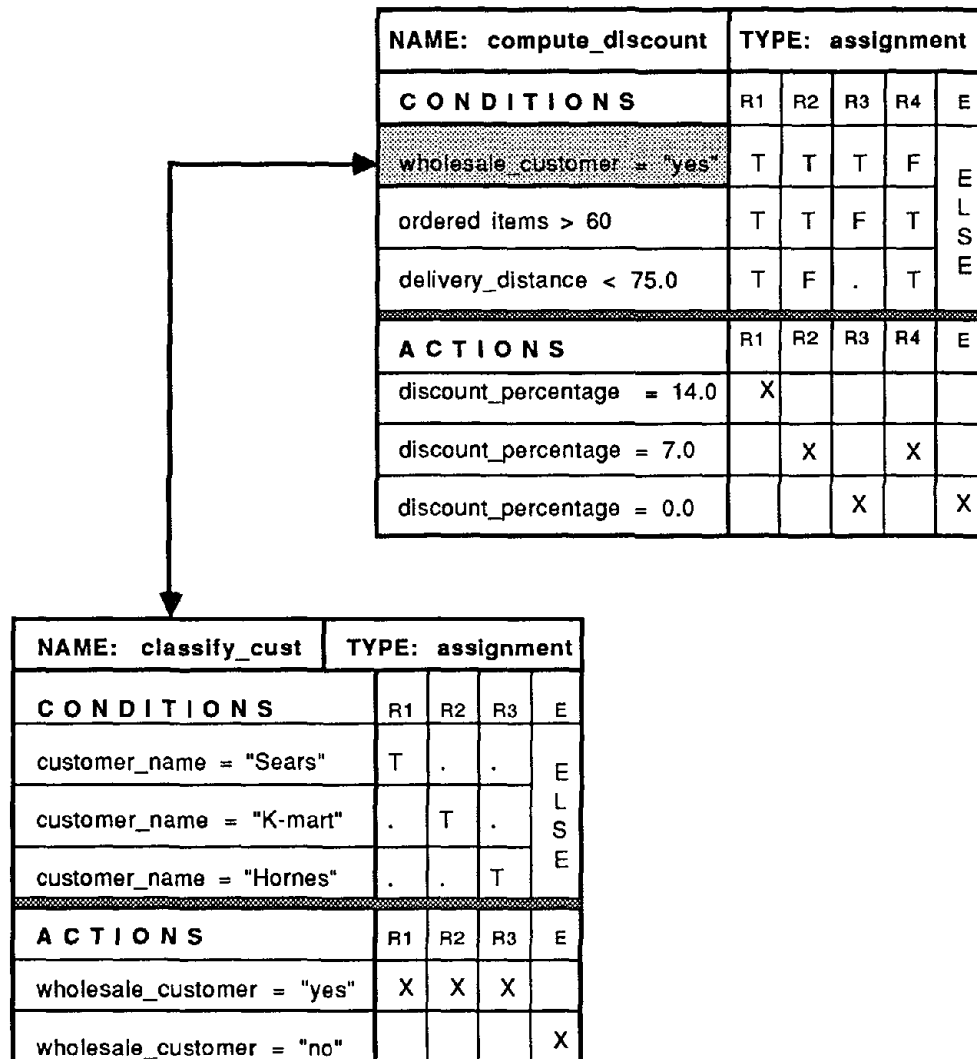 NAME: compute_discount TYPE: assignment
CONDITIONS R1 R2 R3 R4 E
wholesale_customer = "yes" T T T F
ordered items > 60 T T F T
delivery_distance < 75.0 T F . T
ELSE
ACTIONS R1 R2 R3 R4 E
discount_percentage = 14.0 X
discount_percentage = 7.0 X X
discount_percentage = 0.0 X X
NAME: classify_cust TYPE: assignment
CONDITIONS R1 R2 R3 E
customer_name = "Sears" T . .
customer_name = "K-mart" . T .
customer_name = "Hornes" . . T
ELSE
ACTIONS R1 R2 R3 E
wholesale_customer = "yes" X X X
wholesale_customer = "no" X